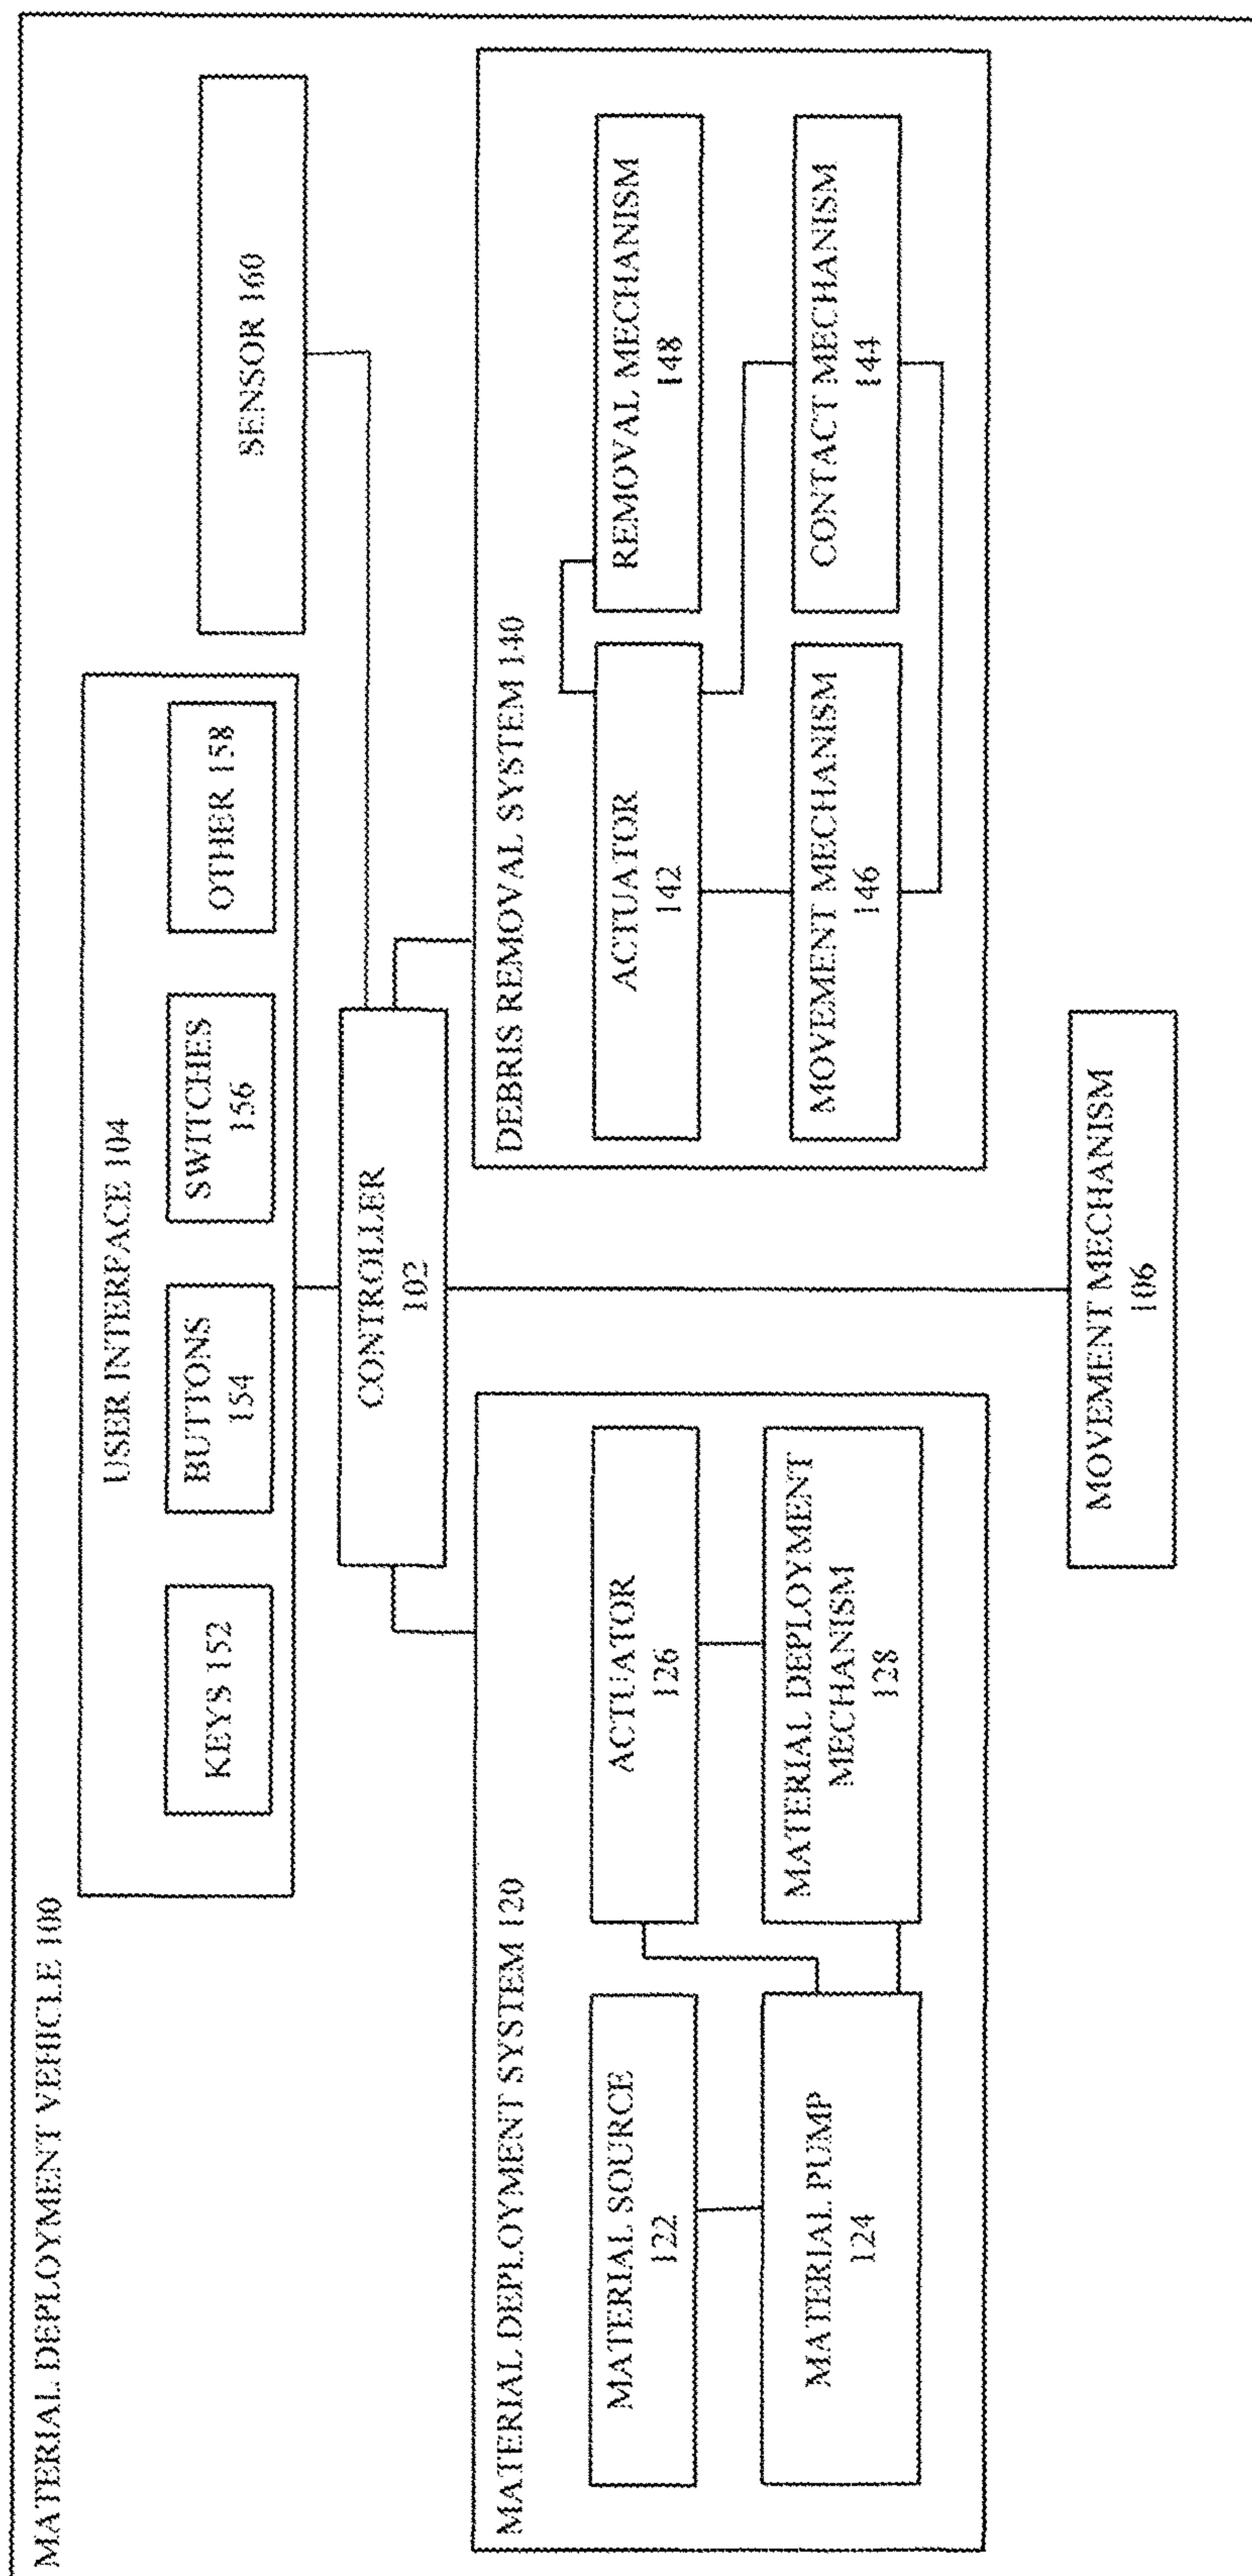 MATERIAL DEPLOYMENT VEHICLE 100
USER INTERFACE 104
KEYS 152
BUTTONS
154
SWITCHES
156
OTHER 158
SENSOR 160
CONTROLLER
102
MATERIAL DEPLOYMENT SYSTEM 120
MATERIAL SOURCE
122
ACTUATOR
126
MATERIAL PUMP
124
MATERIAL DEPLOYMENT
MECHANISM
128
DEBRIS REMOVAL SYSTEM 140
ACTUATOR
142
REMOVAL MECHANISM
148
MOVEMENT MECHANISM
146
CONTACT MECHANISM
144
MOVEMENT MECHANISM
106